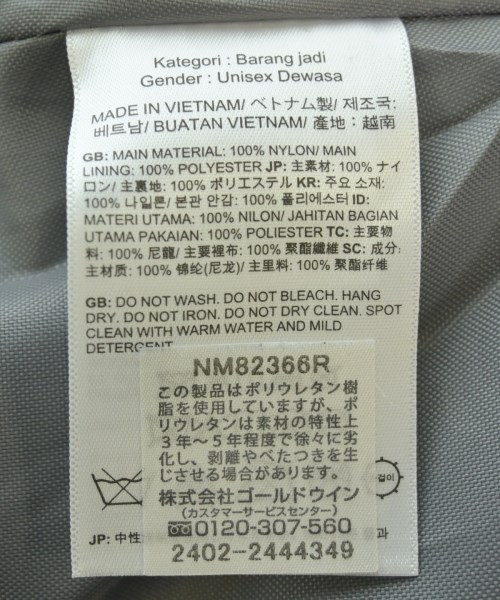 Kategori : Barang jadi
Gender : Unisex Dewasa
MADE IN VIETNAM/ ベトナム製/ 제조국:
베트남/ BUATAN VIETNAM/ 產地：越南
GB: MAIN MATERIAL: 100% NYLON/ MAIN
LINING: 100% POLYESTER JP: 主素材: 100% ナイ
ロン/ 主裏地: 100% ポリエステル KR: 주요 소재:
100% 나일론/ 본관 안감: 100% 폴리에스터 ID:
MATERI UTAMA: 100% NILON/ JAHITAN BAGIAN
UTAMA PAKAIAN: 100% POLIESTER TC: 主要物
料: 100% 尼龍/ 主要裡布: 100% 聚酯纖維 SC: 成分:
主材质: 100% 锦纶(尼龙)/ 主里料: 100% 聚酯纤维
GB: DO NOT WASH. DO NOT BLEACH. HANG
DRY. DO NOT IRON. DO NOT DRY CLEAN. SPOT
CLEAN WITH WARM WATER AND MILD
DETERGENT.
NM82366R
この製品はポリウレタン樹
脂を使用していますが、ポ
リウレタンは素材の特性上
3年～5年程度で徐々に劣
化し、剥離やべたつきを生
じさせる場合があります。
걸이
株式会社ゴールドウイン
(カスタマーサービスセンター)
0120-307-560
JP: 中性
과
2402-2444349